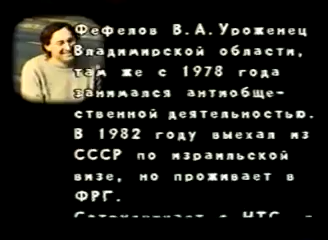 Фефелов В.А. Уроженец
Владимирской области,
там же с 1978 года
занимался антиобще-
ственной деятельностью.
В 1982 году выехал из
СССР по израильской
визе, но проживает в
ФРГ.
с НТС,